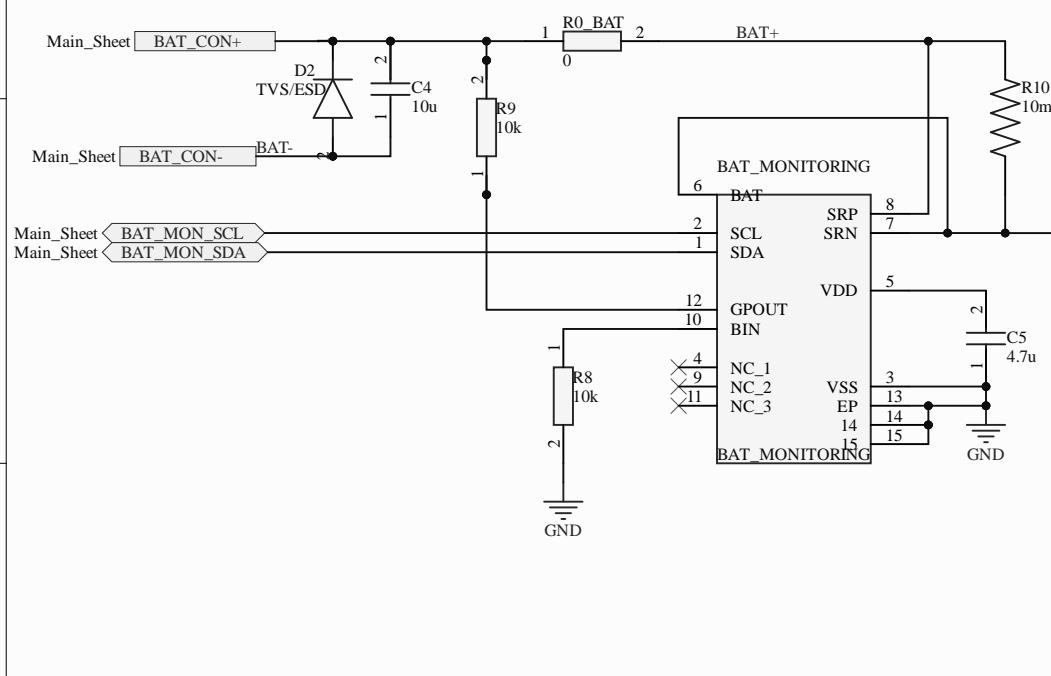 R0_BAT
Main_Sheet BAT_CON+ 1 2 BAT+
0
D2 2 C4 R10
TVS/ESD 10u 10m
2 R9
10k
1
Main_Sheet BAT_CON- BAT- 2
1
BAT_MONITORING
6 BAT
SRP 8
Main_Sheet BAT_MON_SCL 2 SCL SRN 7
Main_Sheet BAT_MON_SDA 1 SDA
VDD 5
12 GPOUT 2
10 BIN C5
1 4.7u
4 NC_1 1
R8 9 NC_2 VSS 3
10k 11 NC_3 EP 13
14 14
2 15 15
BAT_MONITORING GND
GND